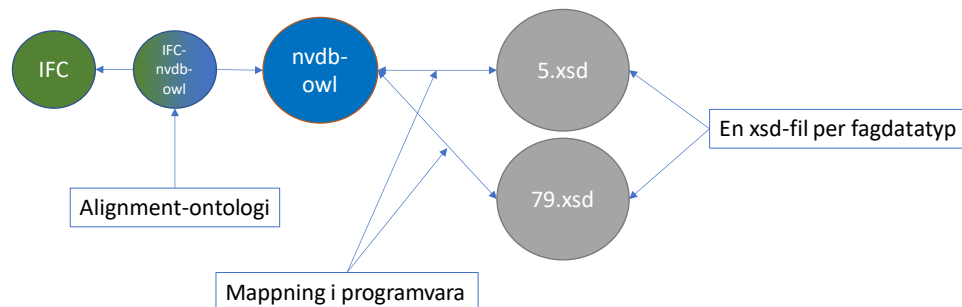 IFC
IFC-
nvdb-
owl
nvdb-
owl
5.xsd
En xsd-fil per fagdatatyp
79.xsd
Alignment-ontologi
Mappning i programvara